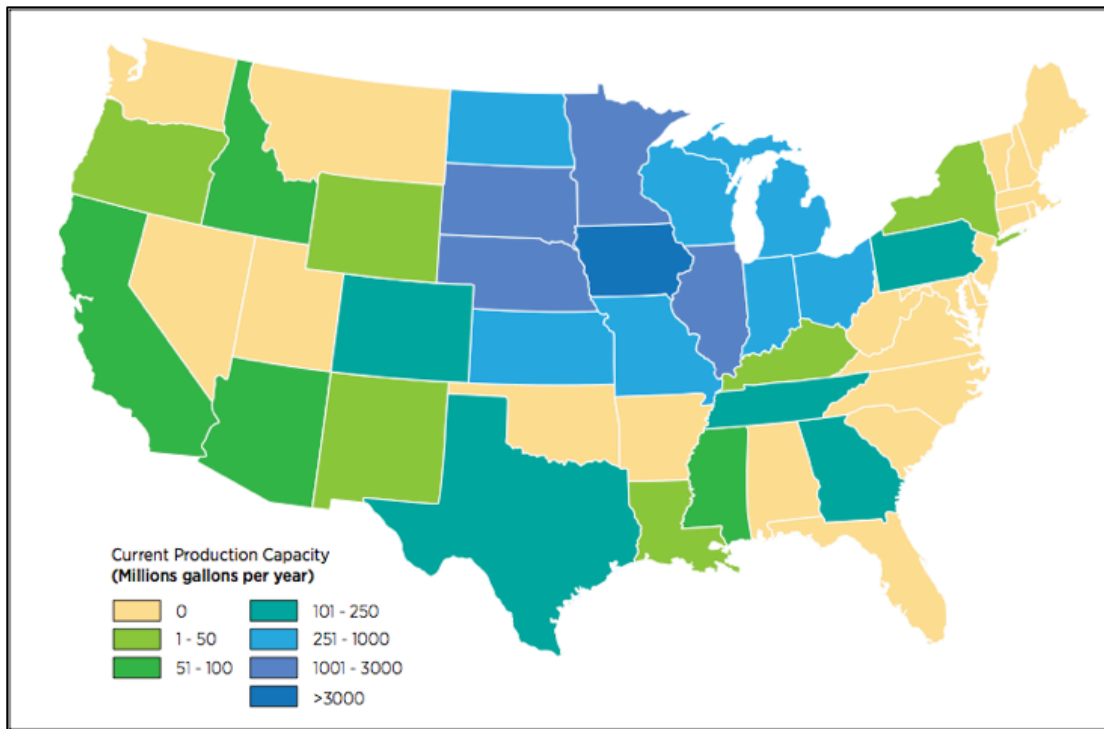 Current Production Capacity
(Millions gallons per year)
0
1 - 50
51 - 100
101 - 250
251 - 1000
1001 - 3000
>3000